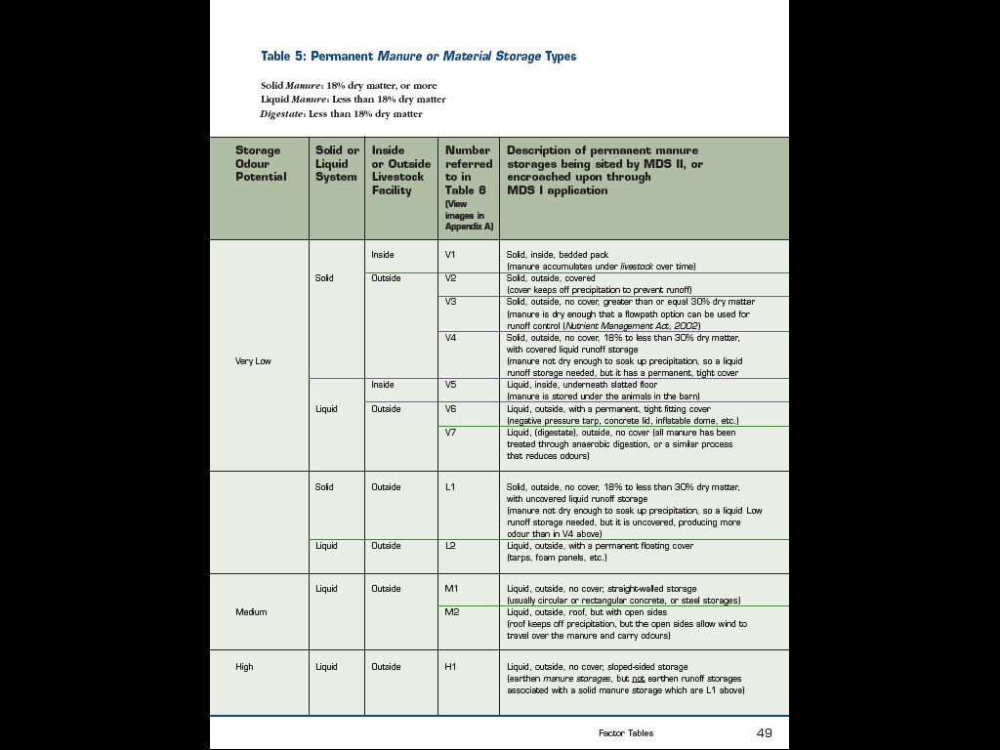 Table 5: Permanent Manure or Material Storage Types
Solid Manure: 18% dry matter, or more
Liquid Manure: Less than 18% dry matter
Digestate: Less than 18% dry matter
Storage
Odour
Potential
Solid or
Liquid
System
Inside
or Outside
Livestock
Facility
Number
referred
to in
Table 6
(View
images in
Appendix A)
Description of permanent manure
storages being sited by MDS II, or
encroached upon through
MDS I application
Very Low
Solid
Inside
V1
Solid, inside, bedded pack
(manure accumulates under livestock over time)
Outside
V2
Solid, outside, covered
(cover keeps off precipitation to prevent runoff)
V3
Solid, outside, no cover, greater than or equal 30% dry matter
(manure is dry enough that a flowpath option can be used for
runoff control (Nutrient Management Act, 2002)
V4
Solid, outside, no cover, 18% to less than 30% dry matter,
with covered liquid runoff storage
(manure not dry enough to soak up precipitation, so a liquid
runoff storage needed, but it has a permanent, tight cover
Liquid
Inside
V5
Liquid, inside, underneath slatted floor
(manure is stored under the animals in the barn)
Outside
V6
Liquid, outside, with a permanent, tight fitting cover
(negative pressure tarp, concrete lid, inflatable dome, etc.)
V7
Liquid, (digestate), outside, no cover (all manure has been
treated through anaerobic digestion, or a similar process
that reduces odours)
Solid
Outside
L1
Solid, outside, no cover, 18% to less than 30% dry matter,
with uncovered liquid runoff storage
(manure not dry enough to soak up precipitation, so a liquid Low
runoff storage needed, but it is uncovered, producing more
odour than in V4 above)
Liquid
Outside
L2
Liquid, outside, with a permanent floating cover
(tarps, foam panels, etc.)
Medium
Liquid
Outside
M1
Liquid, outside, no cover, straight-walled storage
(usually circular or rectangular concrete, or steel storages)
M2
Liquid, outside, roof, but with open sides
(roof keeps off precipitation, but the open sides allow wind to
travel over the manure and carry odours)
High
Liquid
Outside
H1
Liquid, outside, no cover, sloped-sided storage
(earthen manure storages, but not earthen runoff storages
associated with a solid manure storage which are L1 above)
Factor Tables
49